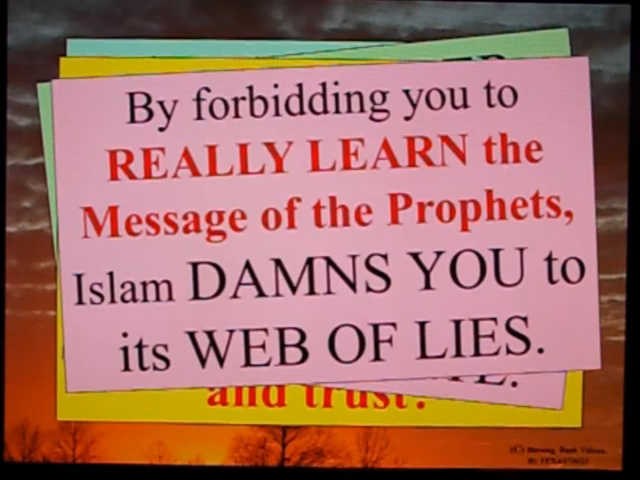 By forbidding you to
REALLY LEARN the
Message of the Prophets,
Islam DAMNS YOU to
its WEB OF LIES.
and trust?